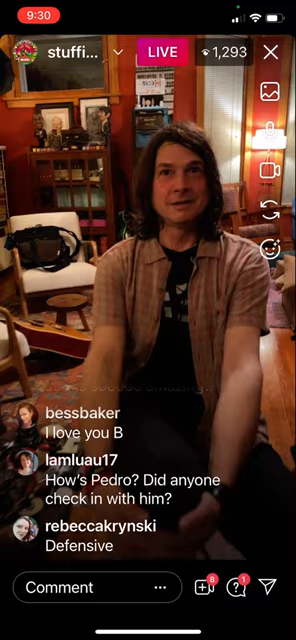 9:30
stuffi...
LIVE
1,293
bessbaker
I love you B
lamluau17
How's Pedro? Did anyone
check in with him?
rebeccakrynski
Defensive
Comment
8
1